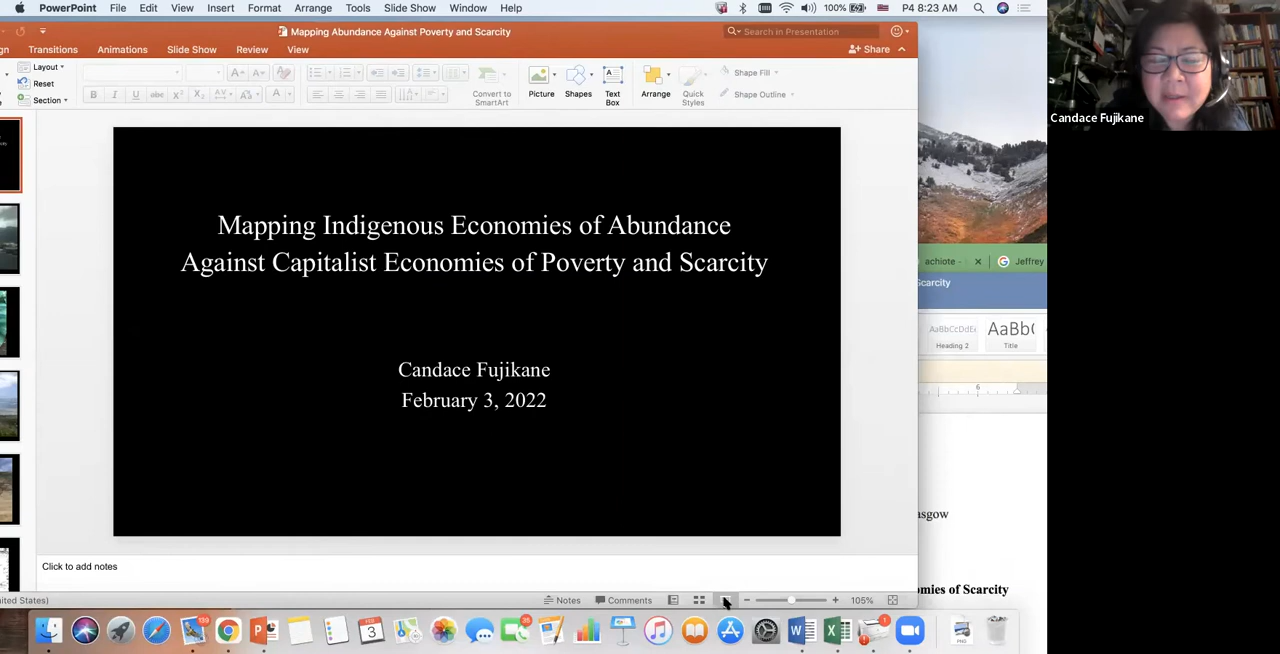 PowerPoint File Edit View Insert Format Arrange Tools Slide Show Window Help 100% P4 8:23 AM
Mapping Abundance Against Poverty and Scarcity
Search in Presentation
Transitions Animations Slide Show Review View
Share
Layout
Reset
Section
Convert to
SmartArt
Picture
Shapes
Text
Box
Arrange
Quick
Styles
Shape Fill
Shape Outline
Mapping Indigenous Economies of Abundance
Against Capitalist Economies of Poverty and Scarcity
Candace Fujikane
February 3, 2022
Click to add notes
Notes
Comments
105%
achiote -
Jeffrey
Scarcity
AaBbCcDdEe
Heading 2
Title
6
asgow
omies of Scarcity
Candace Fujikane